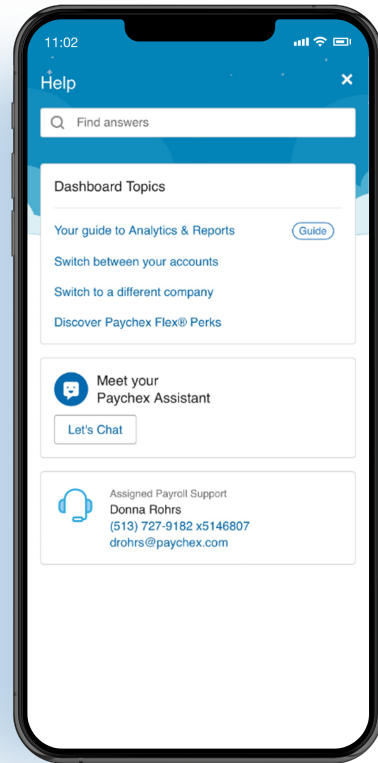 11:02
Help
Find answers
Dashboard Topics
Your guide to Analytics & Reports Guide
Switch between your accounts
Switch to a different company
Discover Paychex Flex® Perks
Meet your
Paychex Assistant
Let's Chat
Assigned Payroll Support
Donna Rohrs
(513) 727-9182 x5146807
drohrs@paychex.com